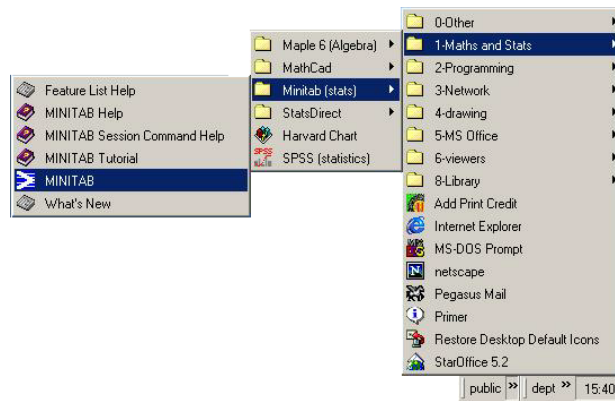 0-Other
1-Maths and Stats
2-Programming
3-Network
4-drawing
5-MS Office
6-viewers
8-Library
Add Print Credit
Internet Explorer
MS-DOS Prompt
netscape
Pegasus Mail
Primer
Restore Desktop Default Icons
StarOffice 5.2
Maple 6 (Algebra)
MathCad
Minitab (stats)
StatsDirect
Harvard Chart
SPSS (statistics)
Feature List Help
MINITAB Help
MINITAB Session Command Help
MINITAB Tutorial
MINITAB
What's New
public » dept » 15:40